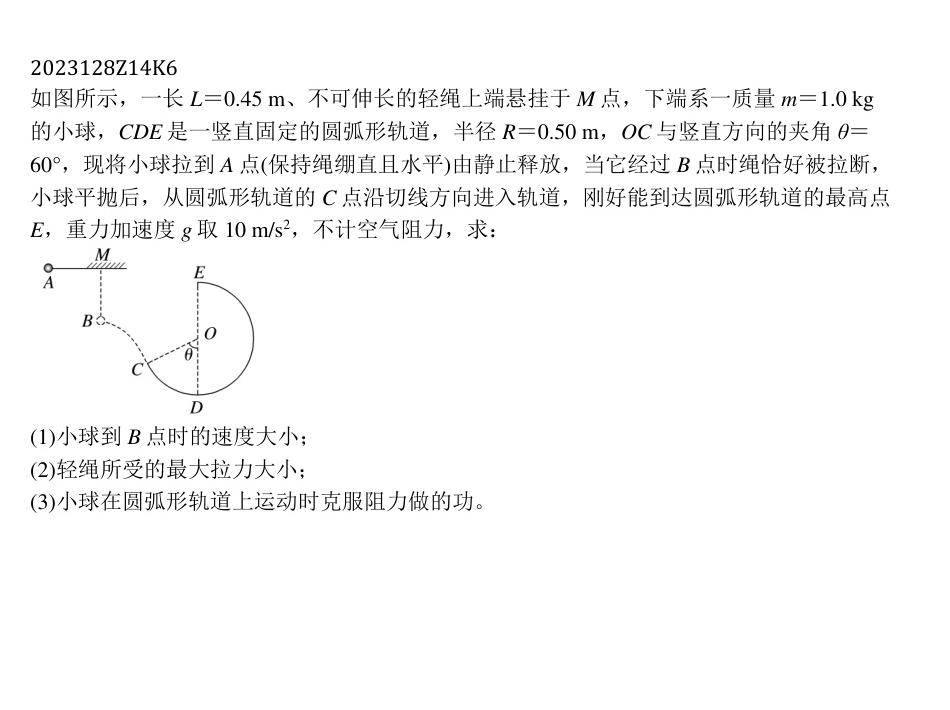 2023128Z14K6
如图所示，一长 L＝0.45 m、不可伸长的轻绳上端悬挂于 M 点，下端系一质量 m＝1.0 kg
的小球，CDE 是一竖直固定的圆弧形轨道，半径 R＝0.50 m，OC 与竖直方向的夹角 θ＝
60°，现将小球拉到 A 点(保持绳绷直且水平)由静止释放，当它经过 B 点时绳恰好被拉断，
小球平抛后，从圆弧形轨道的 C 点沿切线方向进入轨道，刚好能到达圆弧形轨道的最高点
E，重力加速度 g 取 10 m/s²，不计空气阻力，求：
M
A
E
B
O
θ
C
D
(1)小球到 B 点时的速度大小；
(2)轻绳所受的最大拉力大小；
(3)小球在圆弧形轨道上运动时克服阻力做的功。